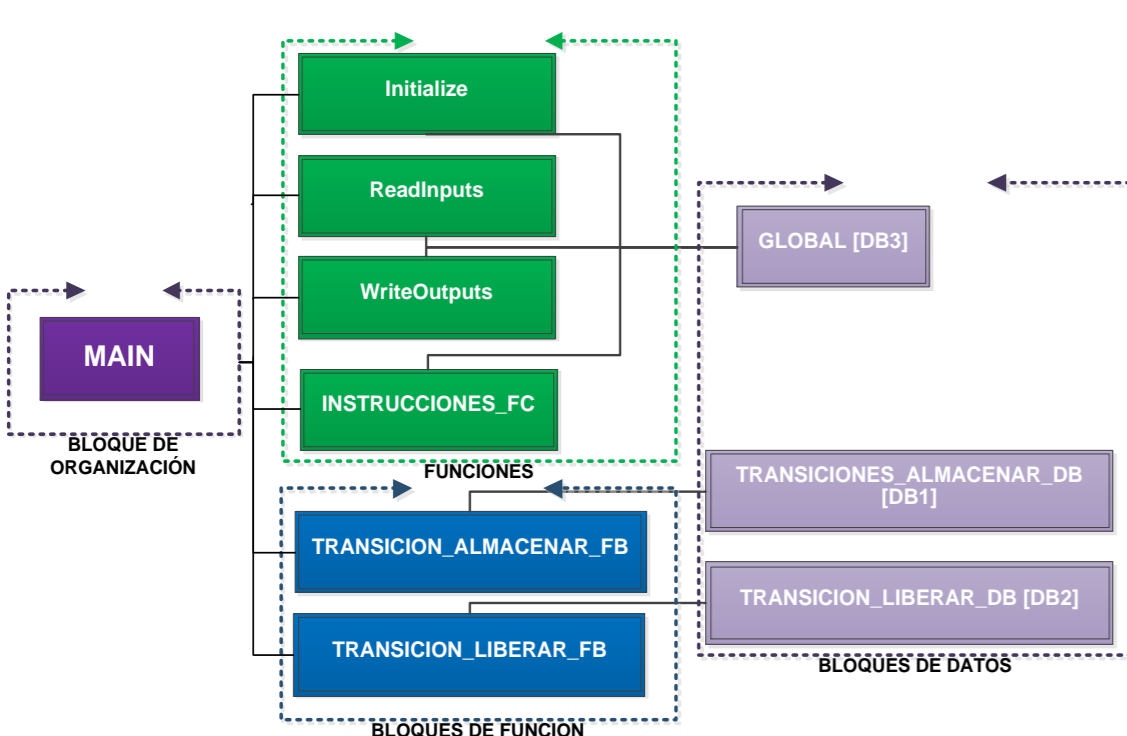 Initialize
ReadInputs
GLOBAL [DB3]
WriteOutputs
MAIN
INSTRUCCIONES_FC
BLOQUE DE
ORGANIZACIÓN
FUNCIONES
TRANSICIONES_ALMACENAR_DB
[DB1]
TRANSICION_ALMACENAR_FB
TRANSICION_LIBERAR_DB [DB2]
TRANSICION_LIBERAR_FB
BLOQUES DE DATOS
BLOQUES DE FUNCION